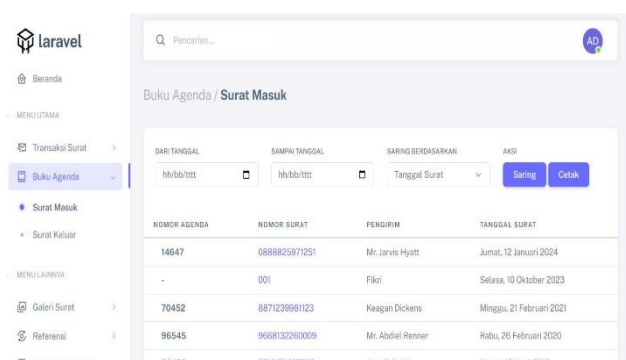 laravel
Pencarian...
AD
Beranda
Buku Agenda / Surat Masuk
MENU UTAMA
Transaksi Surat
Buku Agenda
Surat Masuk
Surat Keluar
MENU LAINNYA
Galeri Surat
Referensi
DARI TANGGAL SAMPAI TANGGAL SARING BERDASARKAN AKSI
hh/bb/tttt hh/bb/tttt Tanggal Surat Saring Cetak
NOMOR AGENDA NOMOR SURAT PENGIRIM TANGGAL SURAT
14647 0888825971251 Mr. Jarvis Hyatt Jumat, 12 Januari 2024
- 001 Fikri Selasa, 10 Oktober 2023
70452 8871239981123 Keagan Dickens Minggu, 21 Februari 2021
96545 9668132260009 Mr. Abdiel Renner Rabu, 26 Februari 2020